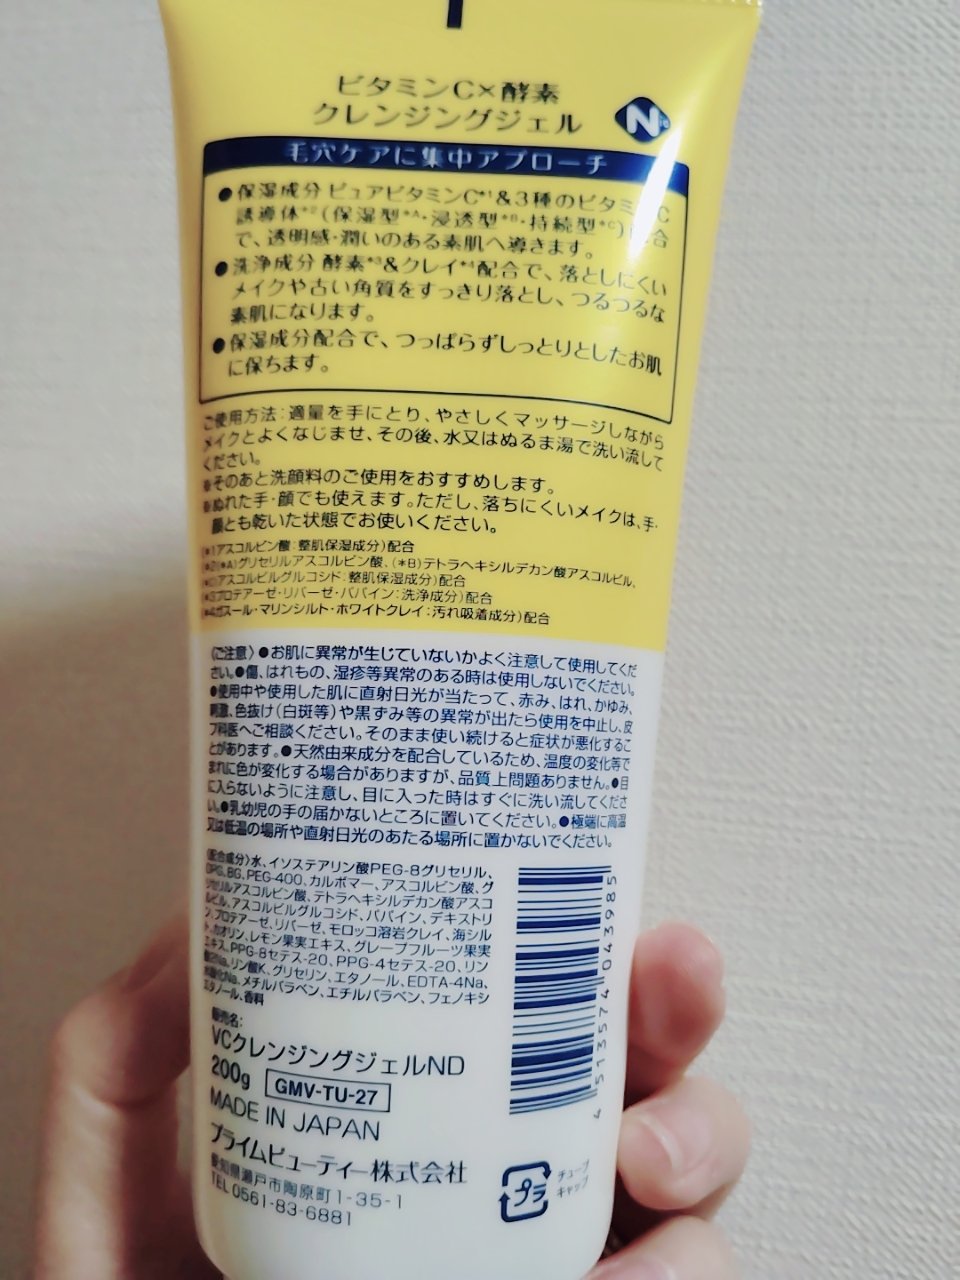 ビタミンC×酵素
クレンジングジェル
N
毛穴ケアに集中アプローチ
●保湿成分 ピュアビタミンC*1&3種のビタミンC
誘導体*2(保湿型*A・浸透型*B・持続型*C)配合
で、透明感・潤いのある素肌へ導きます。
●洗浄成分 酵素*3&クレイ*4配合で、落としにくい
メイクや古い角質をすっきり落とし、つるつるな
素肌になります。
●保湿成分配合で、つっぱらずしっとりとしたお肌
に保ちます。
ご使用方法:適量を手にとり、やさしくマッサージしながら
メイクとよくなじませ、その後、水又はぬるま湯で洗い流して
ください。
※そのあと洗顔料のご使用をおすすめします。
※ぬれた手・顔でも使えます。ただし、落ちにくいメイクは、手・
顔とも乾いた状態でお使いください。
(*1アスコルビン酸:整肌保湿成分)配合
*2(*A)グリセリルアスコルビン酸、(*B)テトラヘキシルデカン酸アスコルビル、
*C)アスコルビルグルコシド:整肌保湿成分)配合
*3プロテアーゼ・リパーゼ・パパイン:洗浄成分)配合
*4ガスール・マリンシルト・ホワイトクレイ:汚れ吸着成分)配合
〈ご注意〉●お肌に異常が生じていないかよく注意して使用してくだ
さい。●傷、はれもの、湿疹等異常のある時は使用しないでください。
●使用中や使用した肌に直射日光が当たって、赤み、はれ、かゆみ、
刺激、色抜け(白斑等)や黒ずみ等の異常が出たら使用を中止し、皮
フ科医へご相談ください。そのまま使い続けると症状が悪化するこ
とがあります。●天然由来成分を配合しているため、温度の変化等で
まれに色が変化する場合がありますが、品質上問題ありません。●目
に入らないように注意し、目に入った時はすぐに洗い流してくださ
い。●乳幼児の手の届かないところに置いてください。●極端に高温
又は低温の場所や直射日光のあたる場所に置かないでください。
〈配合成分〉水、イソステアリン酸PEG-8グリセリル、
DPG、BG、PEG-400、カルボマー、アスコルビン酸、グ
リセリルアスコルビン酸、テトラヘキシルデカン酸アスコ
ルビル、アスコルビルグルコシド、パパイン、デキストリ
ン、プロテアーゼ、リパーゼ、モロッコ溶岩クレイ、海シル
ト、カオリン、レモン果実エキス、グレープフルーツ果実
エキス、PPG-8セテス-20、PPG-4セテス-20、リン
酸2Na、リン酸K、グリセリン、エタノール、EDTA-4Na、
水酸化Na、メチルパラベン、エチルパラベン、フェノキシ
エタノール、香料
4 513574 043985
販売名:
VCクレンジングジェルND
200g GMV-TU-27
MADE IN JAPAN
プライムビューティー株式会社
愛知県瀬戸市陶原町1-35-1
TEL 0561-83-6881
プラ
チューブ
キャップ